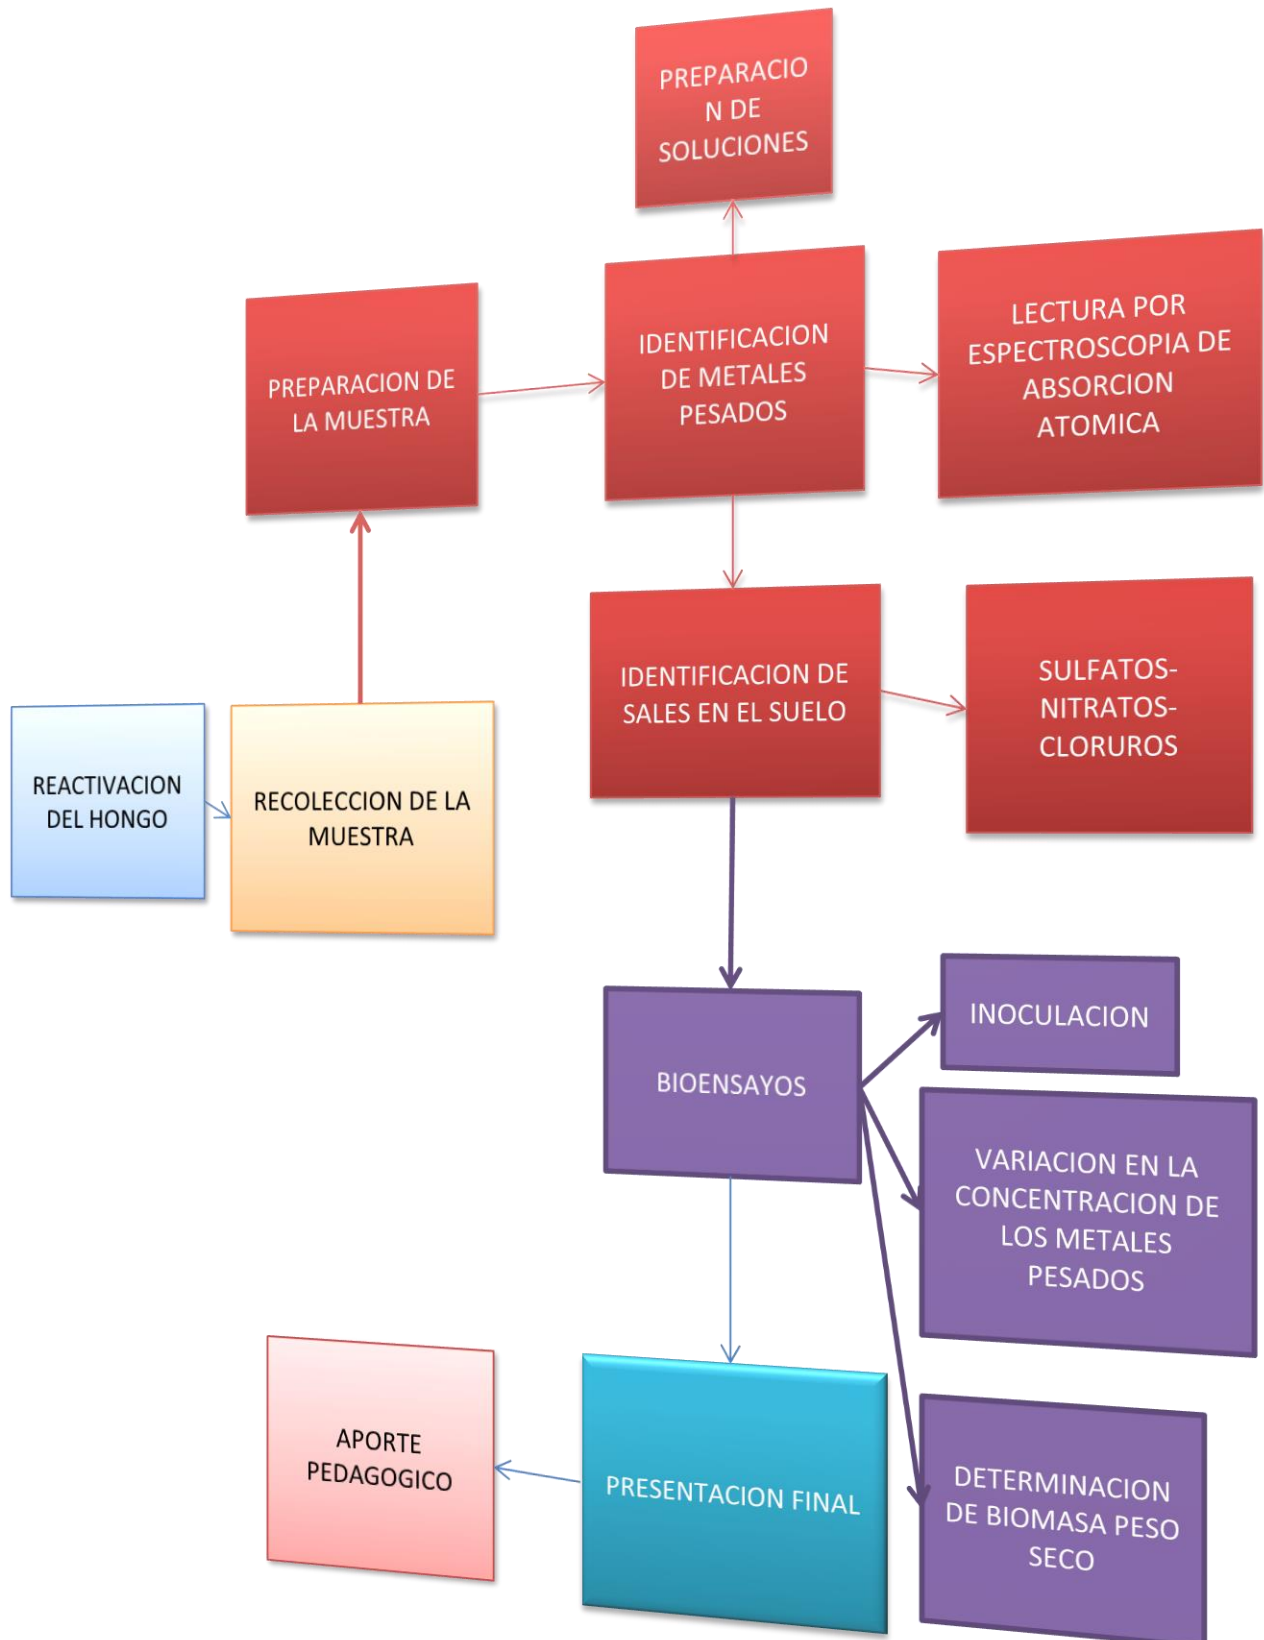 PREPARACIO
N DE
SOLUCIONES
PREPARACION DE
LA MUESTRA
IDENTIFICACION
DE METALES
PESADOS
LECTURA POR
ESPECTROSCOPIA DE
ABSORCION
ATOMICA
IDENTIFICACION DE
SALES EN EL SUELO
SULFATOS-
NITRATOS-
CLORUROS
REACTIVACION
DEL HONGO
RECOLECCION DE LA
MUESTRA
BIOENSAYOS
INOCULACION
VARIACION EN LA
CONCENTRACION DE
LOS METALES
PESADOS
APORTE
PEDAGOGICO
PRESENTACION FINAL
DETERMINACION
DE BIOMASA PESO
SECO